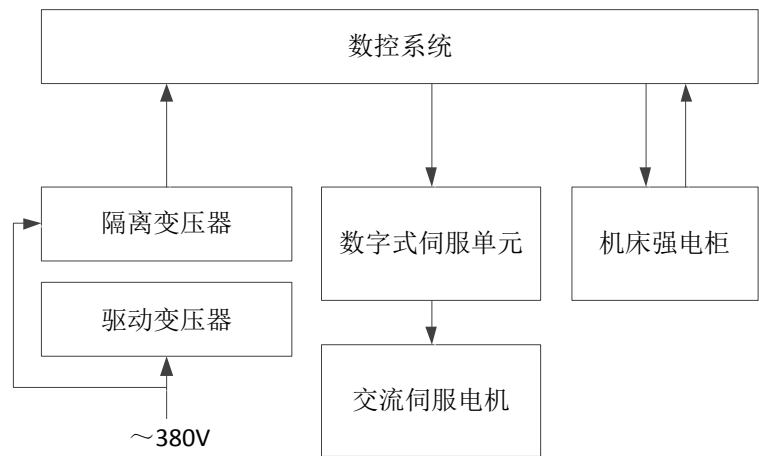 数控系统
隔离变压器
数字式伺服单元
机床强电柜
驱动变压器
交流伺服电机
～380V